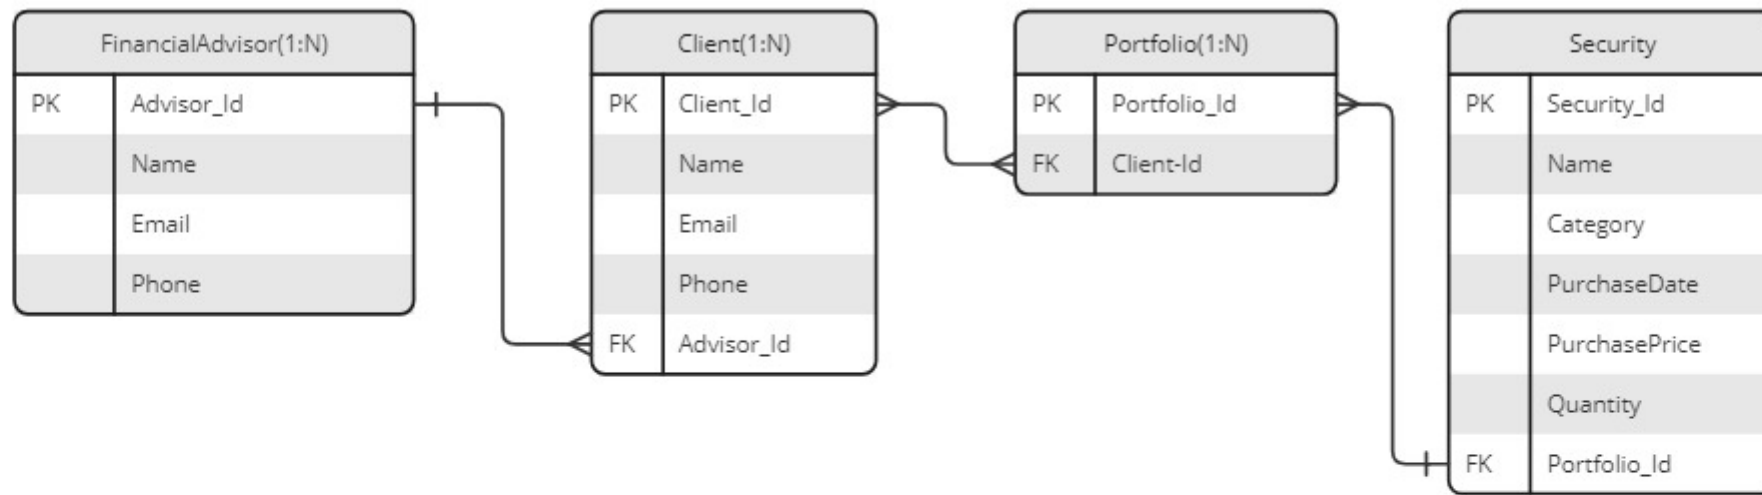 FinancialAdvisor(1:N)
PK Advisor_Id
Name
Email
Phone
Client(1:N)
PK Client_Id
Name
Email
Phone
FK Advisor_Id
Portfolio(1:N)
PK Portfolio_Id
FK Client-Id
Security
PK Security_Id
Name
Category
PurchaseDate
PurchasePrice
Quantity
FK Portfolio_Id